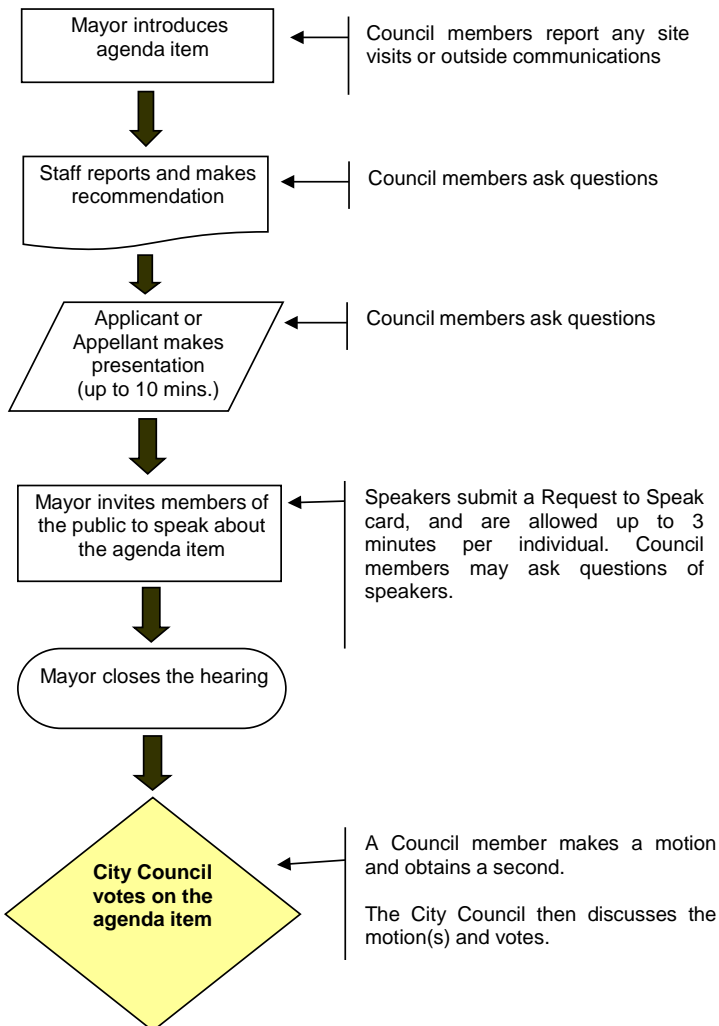 Mayor introduces
agenda item
Council members report any site
visits or outside communications
Staff reports and makes
recommendation
Council members ask questions
Applicant or
Appellant makes
presentation
(up to 10 mins.)
Council members ask questions
Mayor invites members of
the public to speak about
the agenda item
Speakers submit a Request to Speak
card, and are allowed up to 3
minutes per individual. Council
members may ask questions of
speakers.
Mayor closes the hearing
City Council
votes on the
agenda item
A Council member makes a motion
and obtains a second.
The City Council then discusses the
motion(s) and votes.